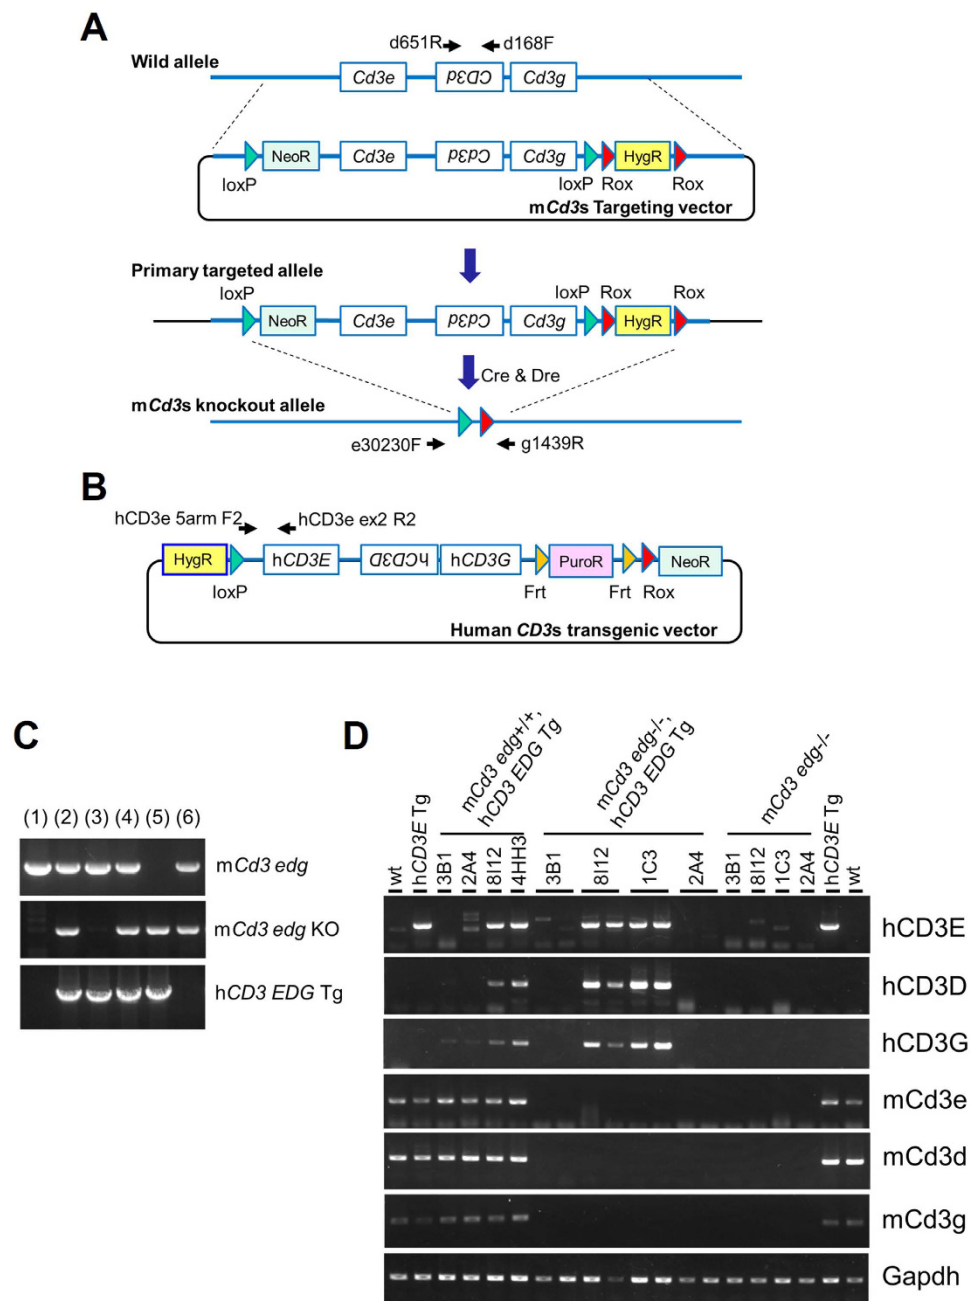 A
d651R
d168F
Wild allele
Cd3e
Cd3d
Cd3g
NeoR
Cd3e
Cd3d
Cd3g
HygR
loxP
loxP
Rox
Rox
mCd3s Targeting vector
Primary targeted allele
loxP
loxP
Rox
Rox
NeoR
Cd3e
Cd3d
Cd3g
HygR
Cre & Dre
mCd3s knockout allele
e30230F
g1439R
B
hCD3e 5arm F2
hCD3e ex2 R2
HygR
hCD3E
hCD3D
hCD3G
PuroR
NeoR
loxP
Frt
Frt
Rox
Human CD3s transgenic vector
C
(1) (2) (3) (4) (5) (6)
mCd3 edg
mCd3 edg KO
hCD3 EDG Tg
D
mCd3 edg+/+,
hCD3 EDG Tg
mCd3 edg-/-,
hCD3 EDG Tg
mCd3 edg-/-
wt
hCD3E Tg
3B1
2A4
8I12
4HH3
3B1
8I12
1C3
2A4
3B1
8I12
1C3
2A4
hCD3E Tg
wt
hCD3E
hCD3D
hCD3G
mCd3e
mCd3d
mCd3g
Gapdh